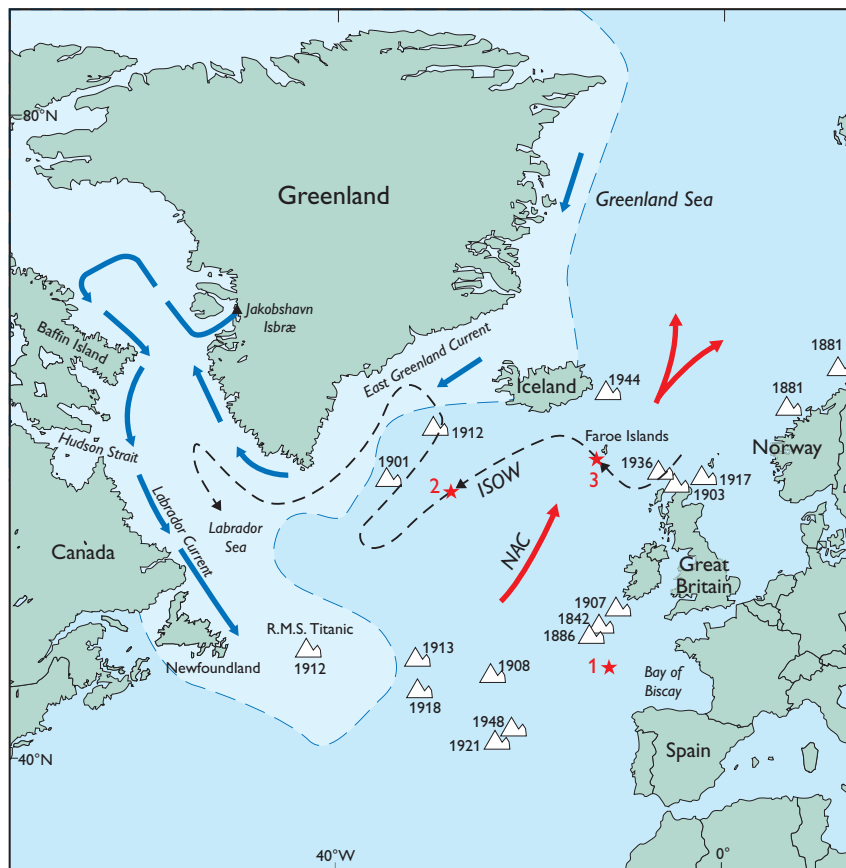 80°N
Greenland
Greenland Sea
Jakobshavn
Isbræ
Baffin Island
East Greenland Current
Iceland
1944
1881
1881
Hudson Strait
1912
Norway
Faroe Islands
1901
1936
1917
2
ISOW
3
1903
Labrador Current
Labrador
Sea
Canada
NAC
Great
Britain
1907
1842
R.M.S. Titanic
1886
1913
Newfoundland
1912
1908
1
Bay of
Biscay
1918
1948
1921
Spain
40°N
40°W
0°